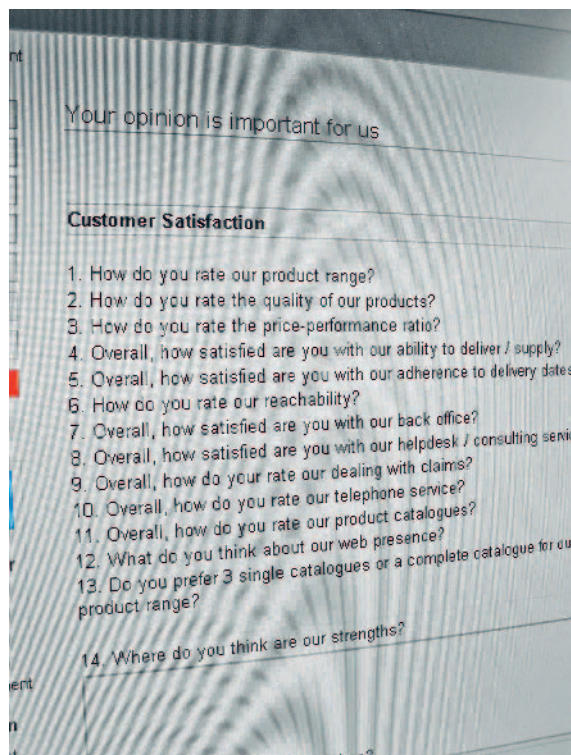 nt
Your opinion is important for us
Customer Satisfaction
1. How do you rate our product range?
2. How do you rate the quality of our products?
3. How do you rate the price-performance ratio?
4. Overall, how satisfied are you with our ability to deliver / supply?
5. Overall, how satisfied are you with our adherence to delivery dates
6. How do you rate our reachability?
7. Overall, how satisfied are you with our back office?
8. Overall, how satisfied are you with our helpdesk / consulting servic
9. Overall, how do your rate our dealing with claims?
10. Overall, how do you rate our telephone service?
11. Overall, how do you rate our product catalogues?
12. What do you think about our web presence?
13. Do you prefer 3 single catalogues or a complete catalogue for ou
product range?
14. Where do you think are our strengths?
ent
n